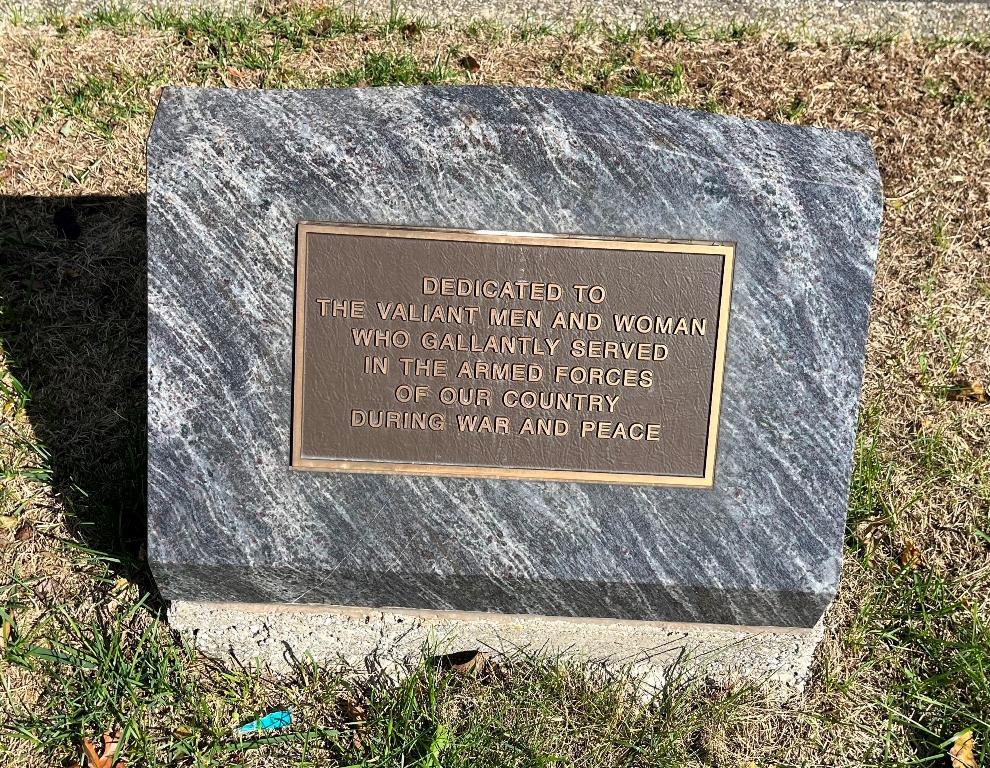 DEDICATED TO
THE VALIANT MEN AND WOMAN
WHO GALLANTLY SERVED
IN THE ARMED FORCES
OF OUR COUNTRY
DURING WAR AND PEACE